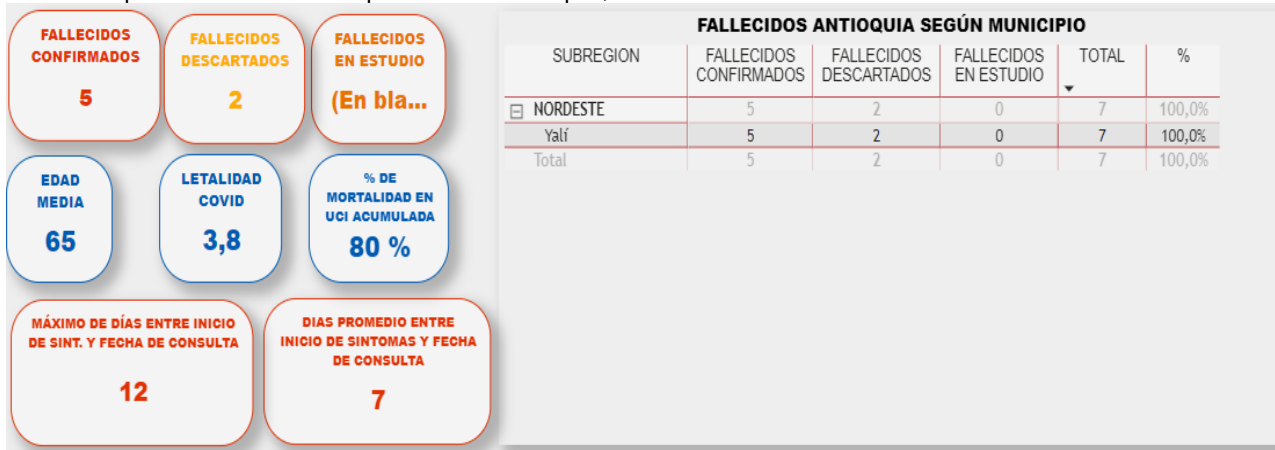 FALLECIDOS
CONFIRMADOS
5
FALLECIDOS
DESCARTADOS
2
FALLECIDOS
EN ESTUDIO
(En bla...
EDAD
MEDIA
65
LETALIDAD
COVID
3,8
% DE
MORTALIDAD EN
UCI ACUMULADA
80 %
MÁXIMO DE DÍAS ENTRE INICIO
DE SINT. Y FECHA DE CONSULTA
12
DIAS PROMEDIO ENTRE
INICIO DE SINTOMAS Y FECHA
DE CONSULTA
7
FALLECIDOS ANTIOQUIA SEGÚN MUNICIPIO
SUBREGION FALLECIDOS CONFIRMADOS FALLECIDOS DESCARTADOS FALLECIDOS EN ESTUDIO TOTAL %
NORDESTE 5 2 0 7 100,0%
Yalí 5 2 0 7 100,0%
Total 5 2 0 7 100,0%